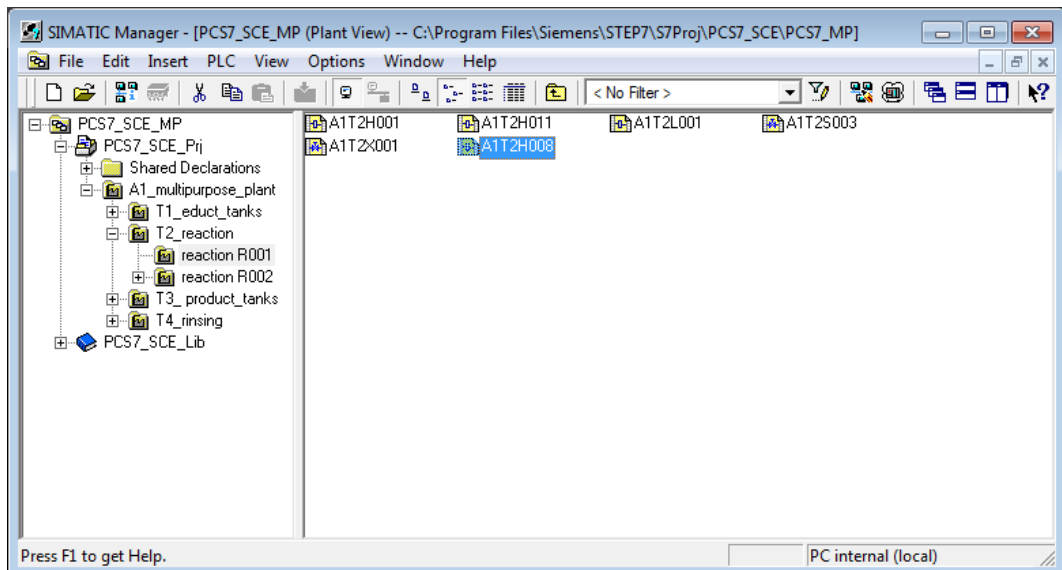 SIMATIC Manager - [PCS7_SCE_MP (Plant View) -- C:\Program Files\Siemens\STEP7\S7Proj\PCS7_SCE\PCS7_MP]
File Edit Insert PLC View Options Window Help
< No Filter >
PCS7_SCE_MP
PCS7_SCE_Prj
Shared Declarations
A1_multipurpose_plant
T1_educt_tanks
T2_reaction
reaction R001
reaction R002
T3_ product_tanks
T4_rinsing
PCS7_SCE_Lib
A1T2H001 A1T2H011 A1T2L001 A1T2S003
A1T2X001 A1T2H008
Press F1 to get Help. PC internal (local)